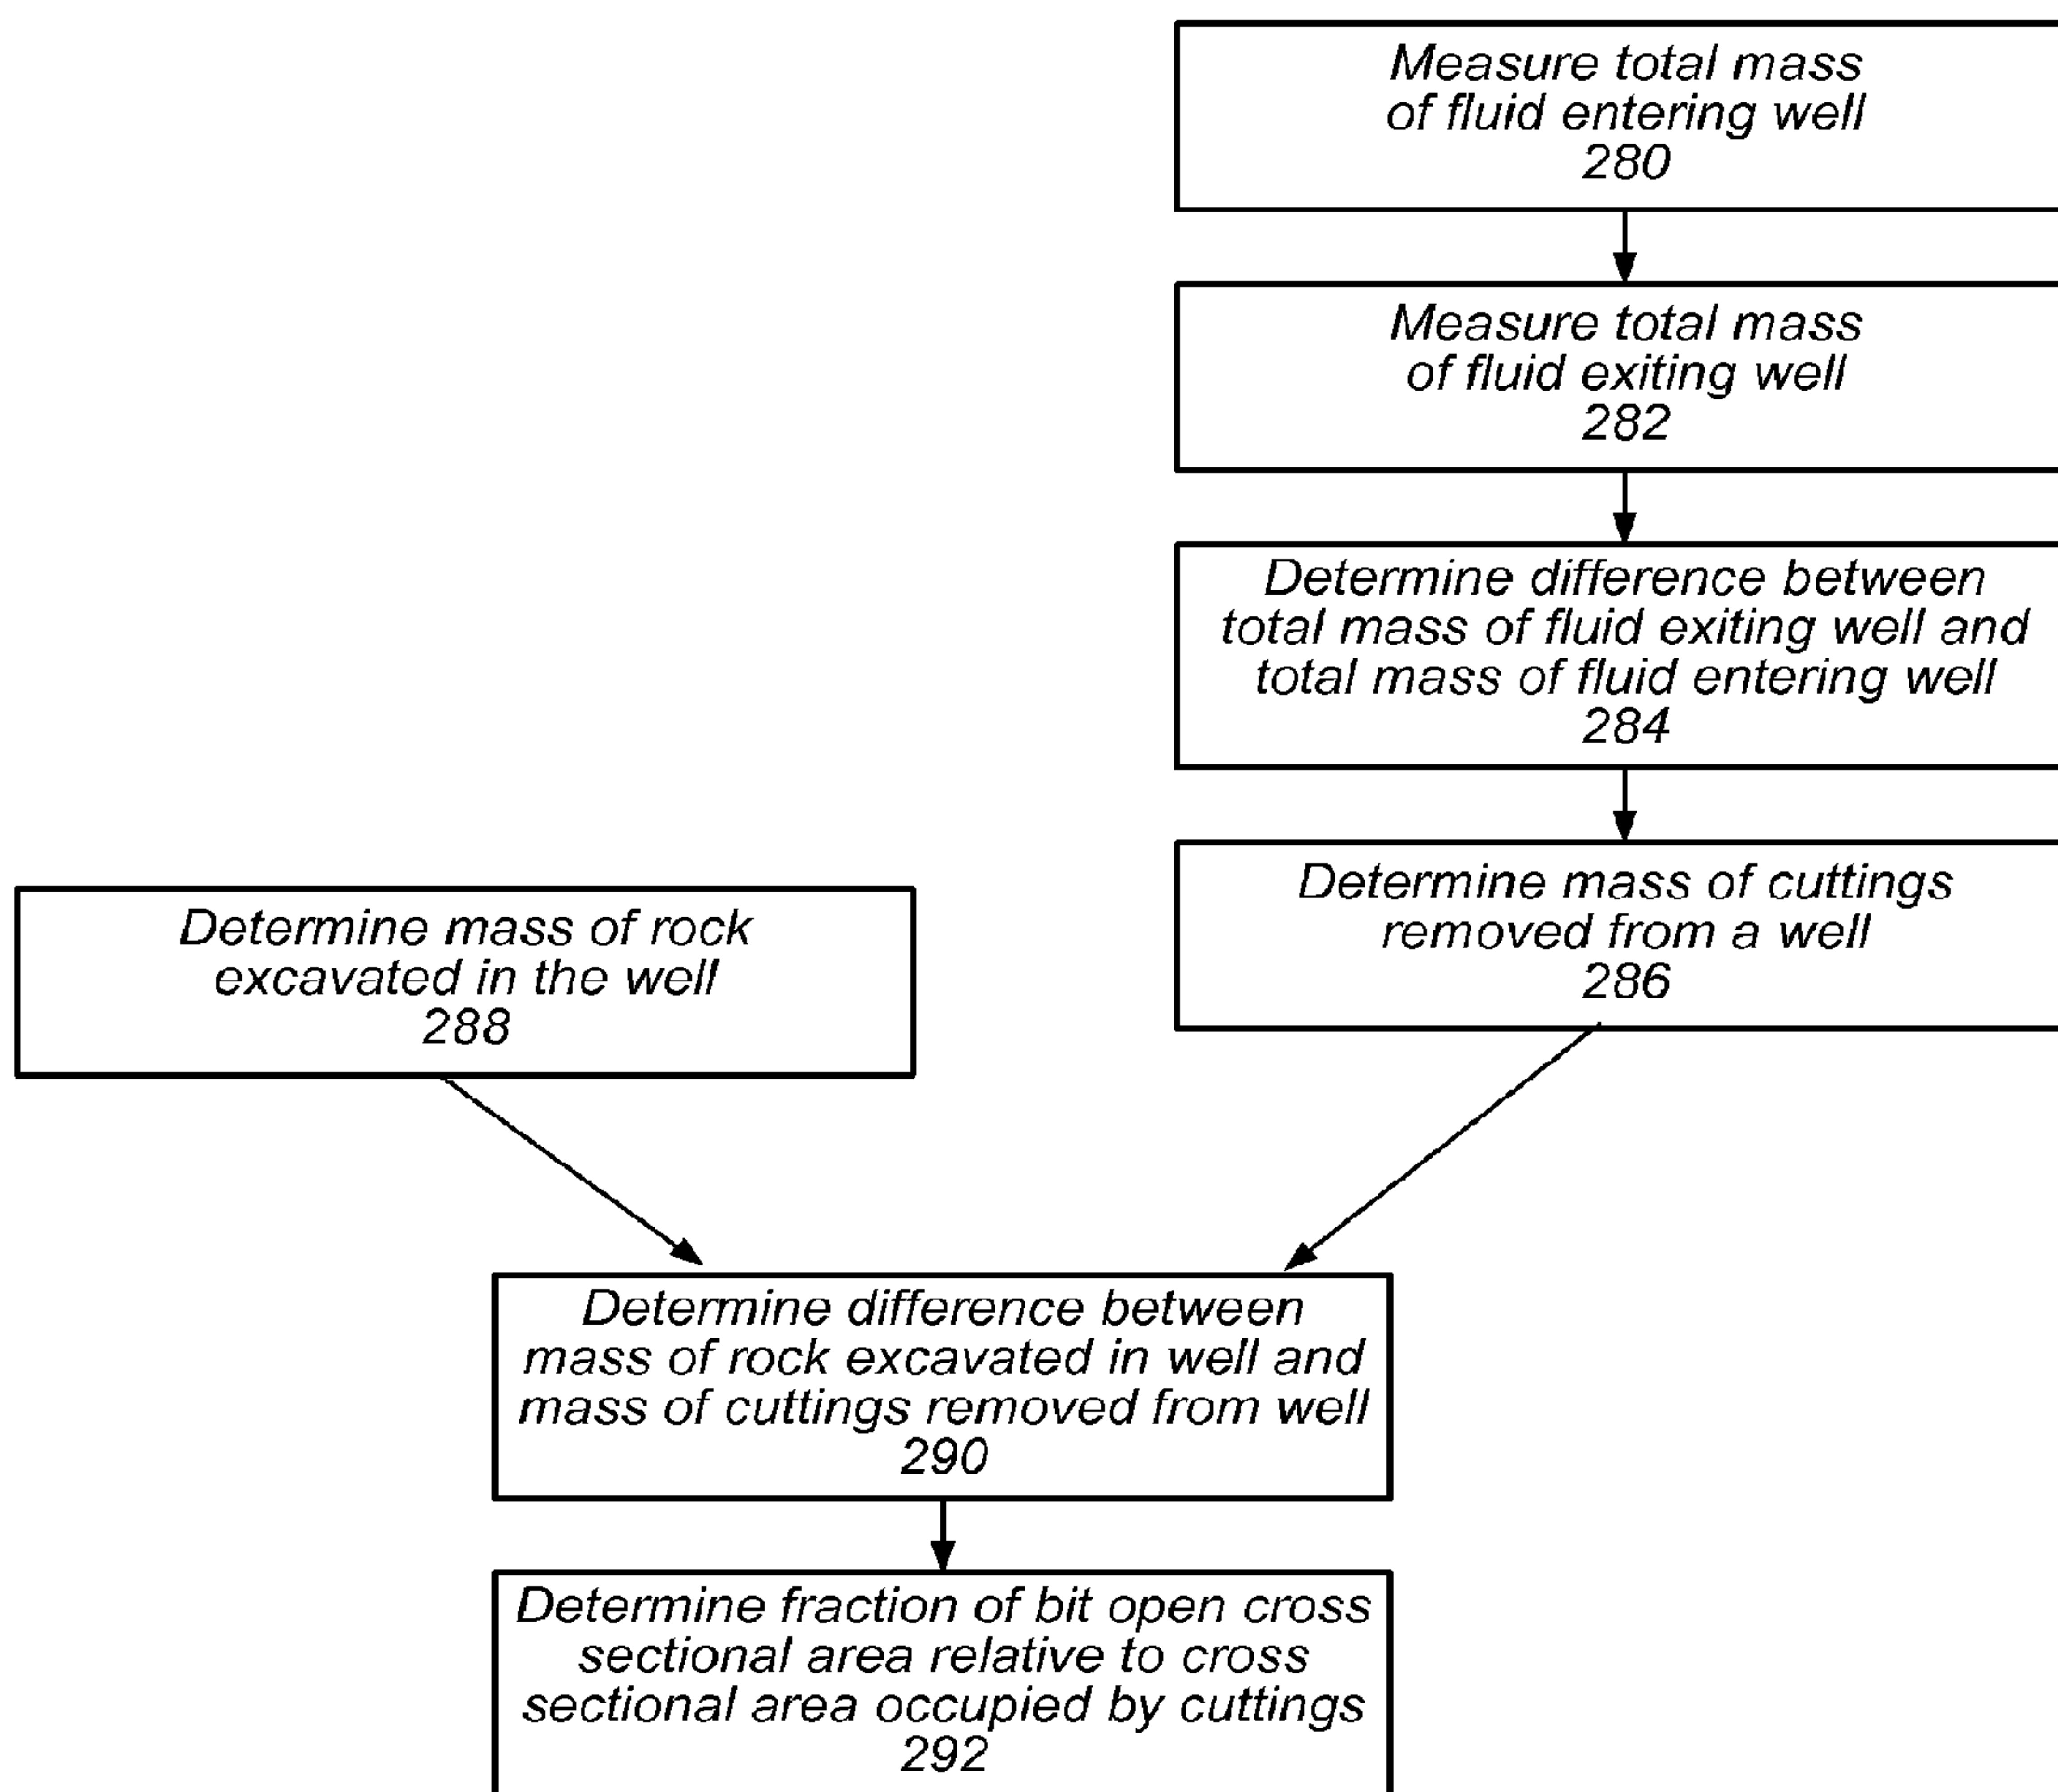 Measure total mass
of fluid entering well
280
Measure total mass
of fluid exiting well
282
Determine difference between
total mass of fluid exiting well and
total mass of fluid entering well
284
Determine mass of cuttings
removed from a well
286
Determine mass of rock
excavated in the well
288
Determine difference between
mass of rock excavated in well and
mass of cuttings removed from well
290
Determine fraction of bit open cross
sectional area relative to cross
sectional area occupied by cuttings
292